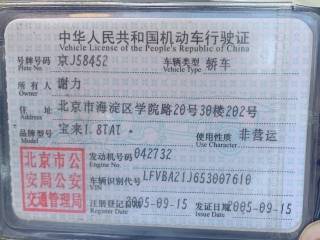 中华人民共和国机动车行驶证
Vehicle License of the People's Republic of China
号牌号码 京J58452 车辆类型 轿车
Plate No. Vehicle Type
所有人 谢力
Owner
住址 北京市海淀区学院路20号30楼202号
Address
品牌型号 宝来1.8TAT 使用性质 非营运
Model Use Character
北京市公安局公安交通管理局
发动机号码 042732
Engine No.
车辆识别代号 LFVBA21J653007610
VIN
注册登记日期 2005-09-15 发证日期 2005-09-15
Register Date Issue Date